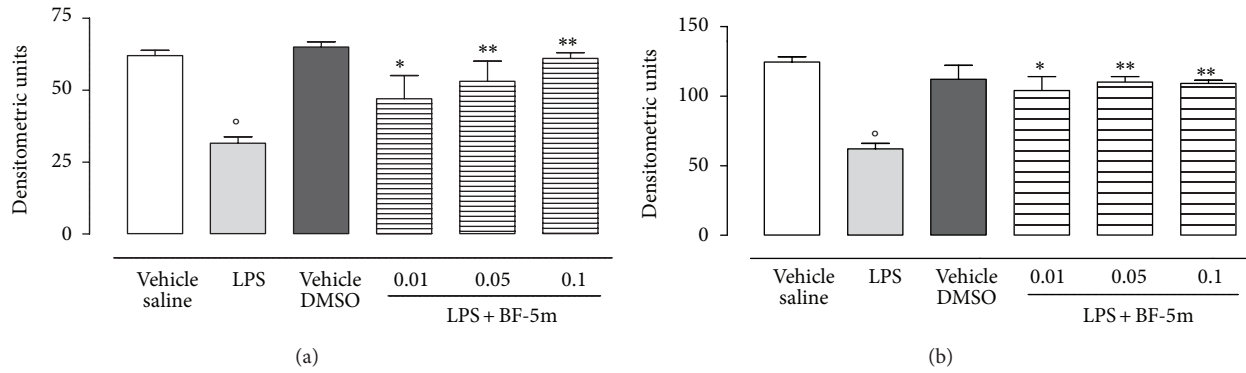 75
50
25
0
Densitometric units
° * ** **
Vehicle saline LPS Vehicle DMSO 0.01 0.05 0.1
LPS + BF-5m
(a)
150
100
50
0
Densitometric units
° * ** **
Vehicle saline LPS Vehicle DMSO 0.01 0.05 0.1
LPS + BF-5m
(b)